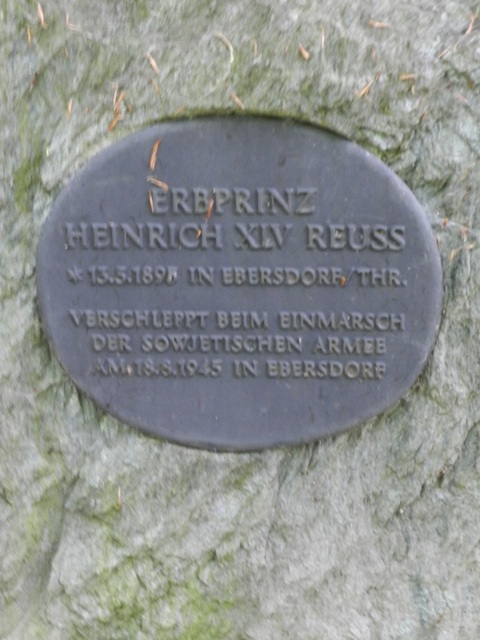 ERBPRINZ
HEINRICH XLV REUSS
* 13.5.1895 IN EBERSDORF/THR.
VERSCHLEPPT BEIM EINMARSCH
DER SOWJETISCHEN ARMEE
AM 18.8.1945 IN EBERSDORF